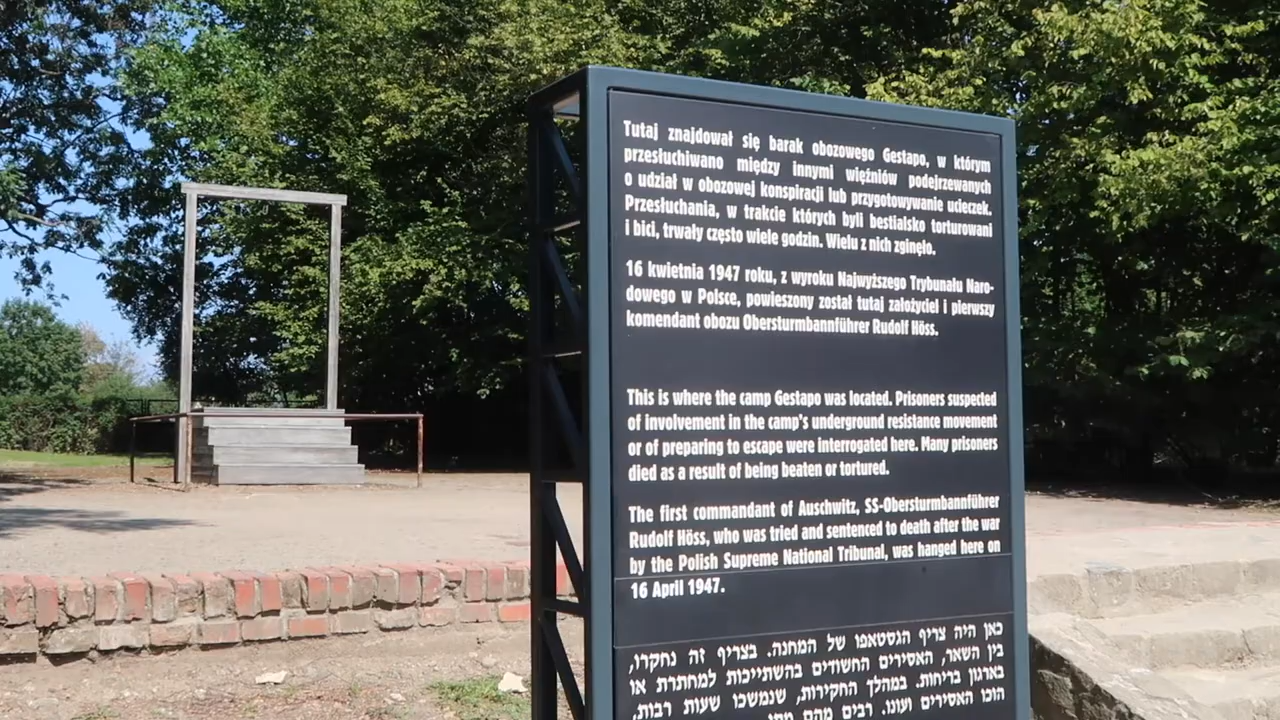 Tutaj znajdował się barak obozowego Gestapo, w którym
przesłuchiwano między innymi więźniów podejrzewanych
o udział w obozowej konspiracji lub przygotowywanie ucieczek.
Przesłuchania, w trakcie których byli bestialsko torturowani
i bici, trwały często wiele godzin. Wielu z nich zginęło.
16 kwietnia 1947 roku, z wyroku Najwyższego Trybunału Naro-
dowego w Polsce, powieszony został tutaj założyciel i pierwszy
komendant obozu Obersturmbannführer Rudolf Höss.
This is where the camp Gestapo was located. Prisoners suspected
of involvement in the camp's underground resistance movement
or of preparing to escape were interrogated here. Many prisoners
died as a result of being beaten or tortured.
The first commandant of Auschwitz, SS-Obersturmbannführer
Rudolf Höss, who was tried and sentenced to death after the war
by the Polish Supreme National Tribunal, was hanged here on
16 April 1947.
כאן היה צריף הגסטאפו של המחנה. בצריף זה נחקרו,
בין השאר, האסירים החשודים בהשתייכות למחתרת או
בארגון בריחות. במהלך החקירות, שנמשכו שעות רבות,
הוכו האסירים ועונו. רבים מהם